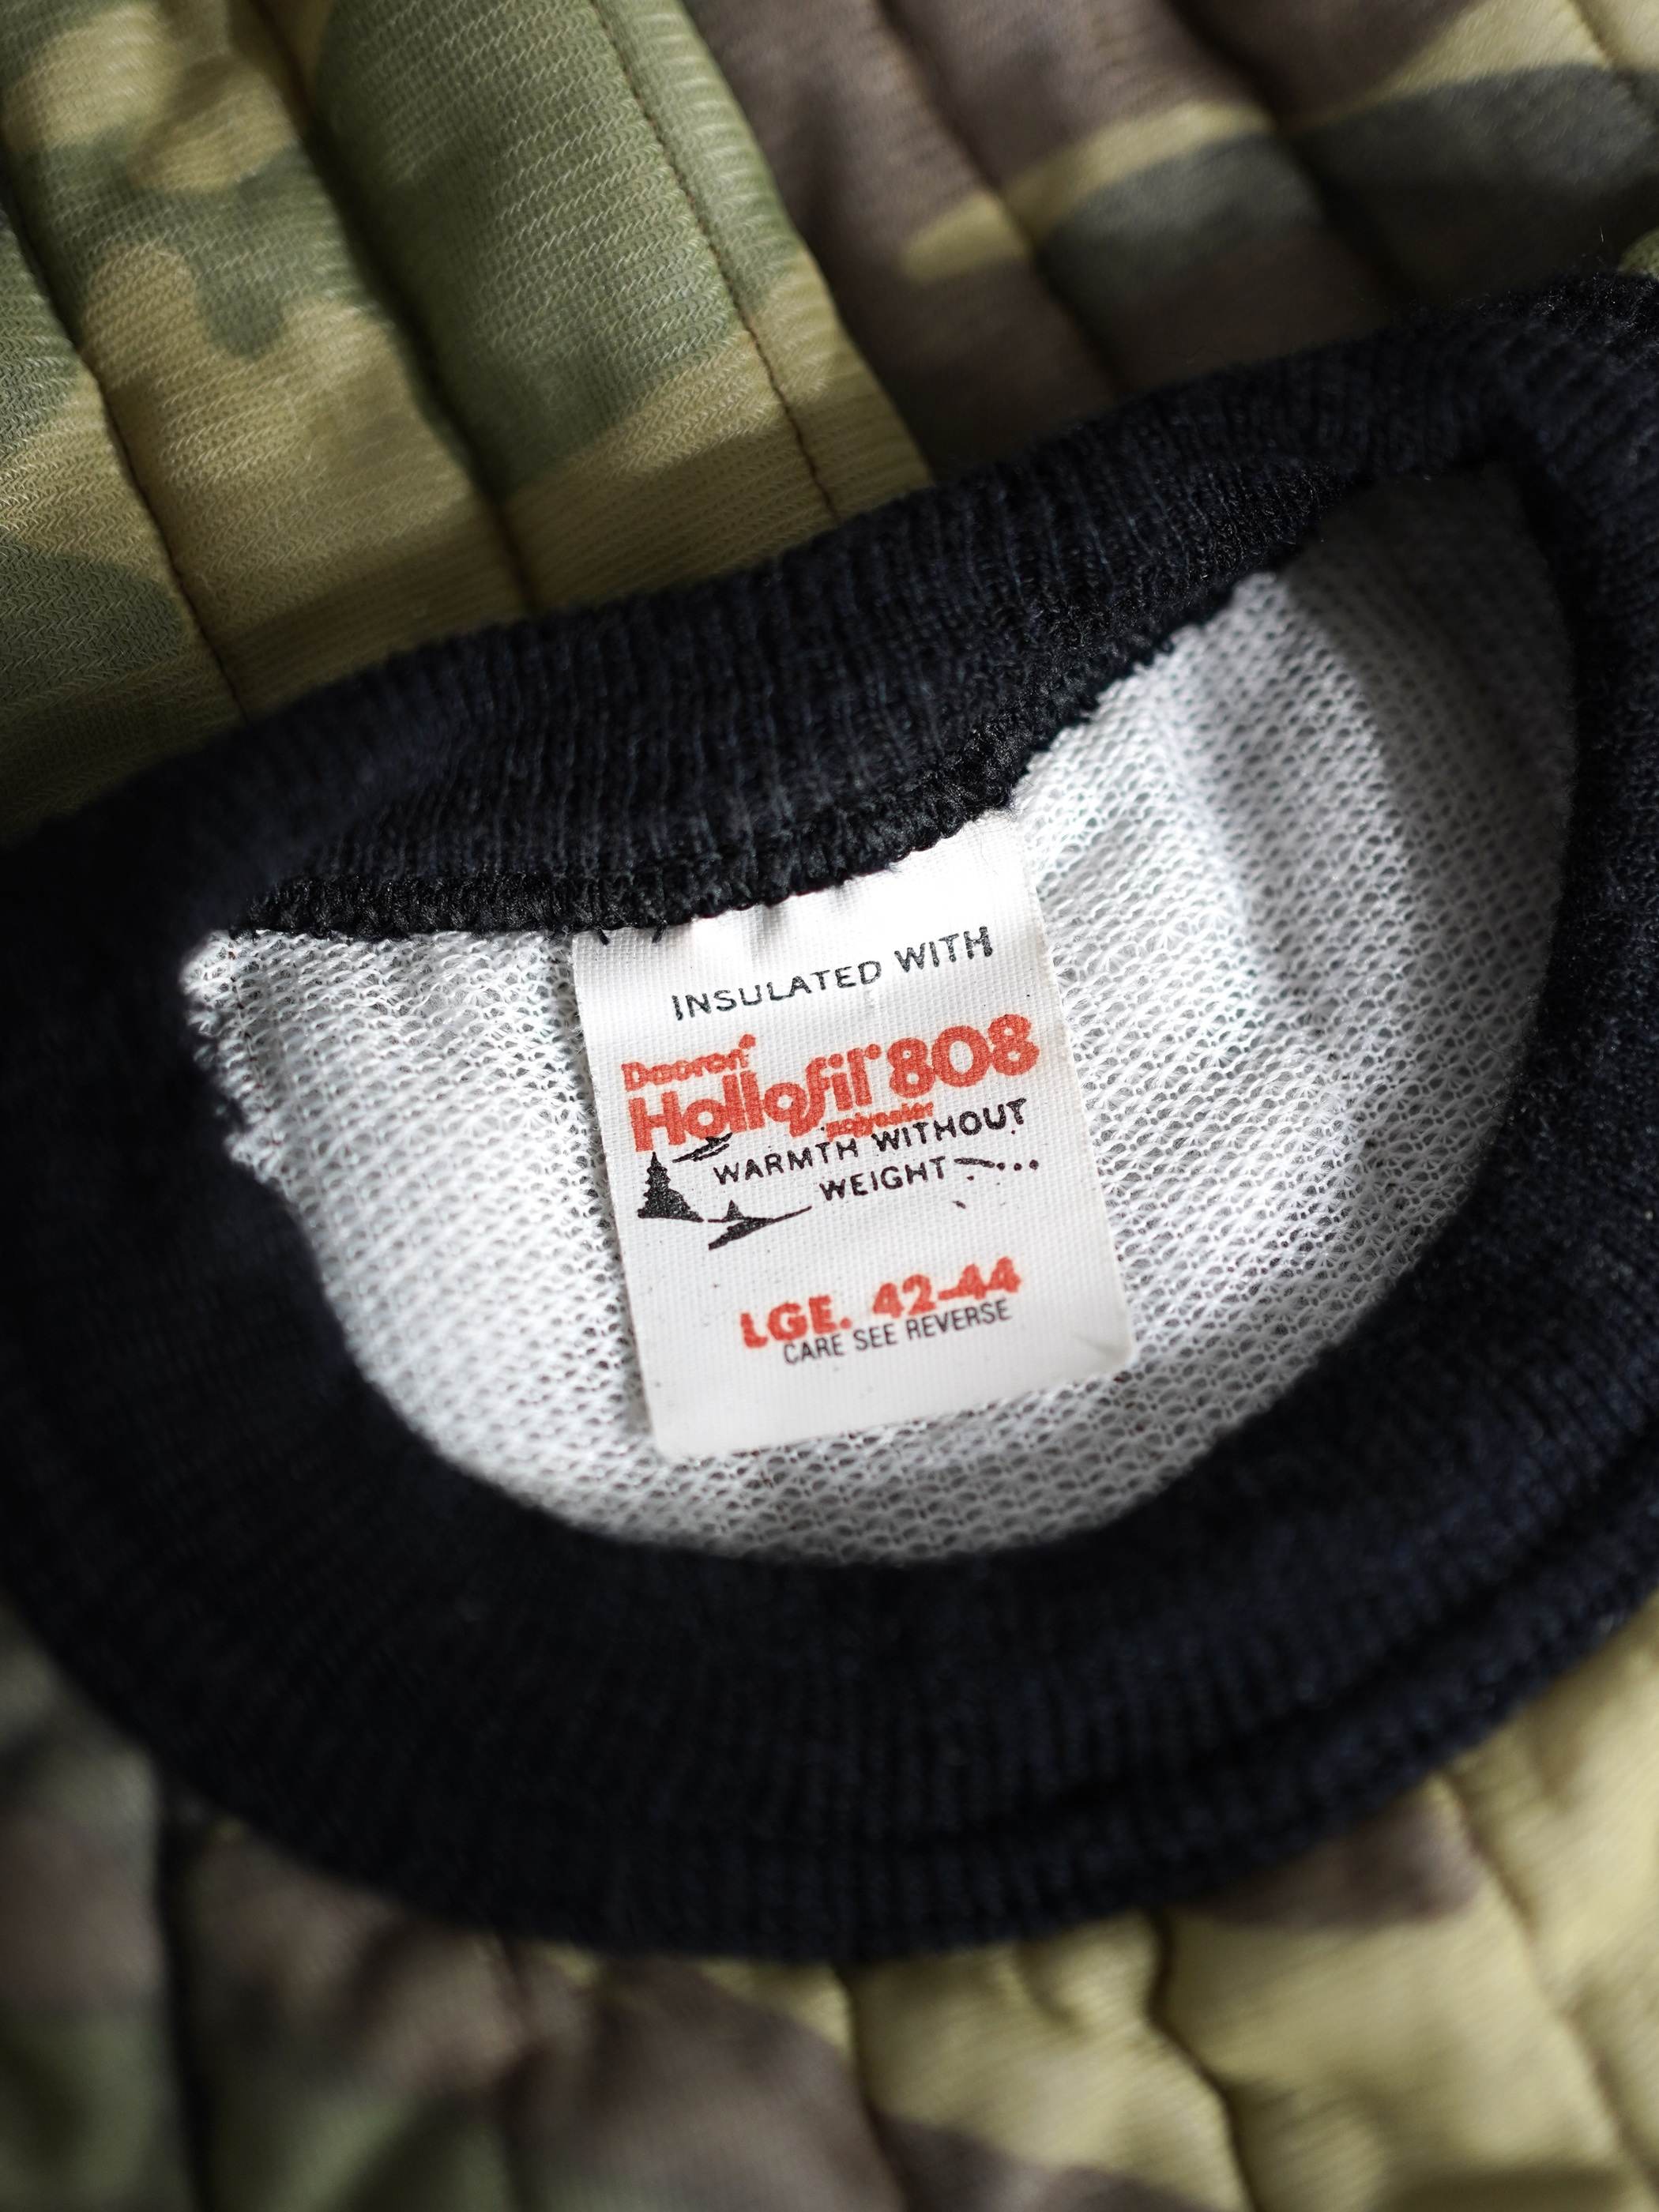 INSULATED WITH
Dacron®
Hollofil® 808
polyester
WARMTH WITHOUT
WEIGHT
LGE. 42-44
CARE SEE REVERSE